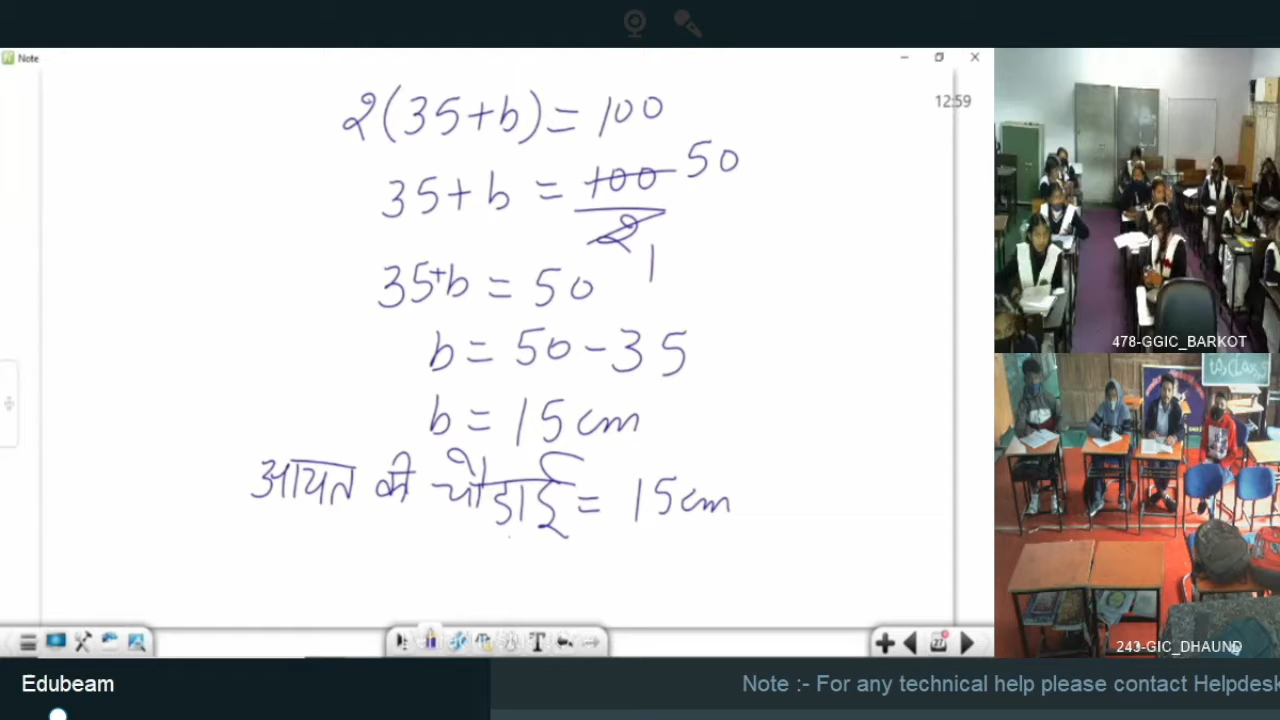 Note
12:59
2(35+b)=100
35+b = 100/2 50
1
35+b = 50
b = 50-35
b = 15cm
आयत की चौडाई = 15cm
478-GGIC_BARKOT
243-GIC_DHAUND
Edubeam
Note :- For any technical help please contact Helpdesk